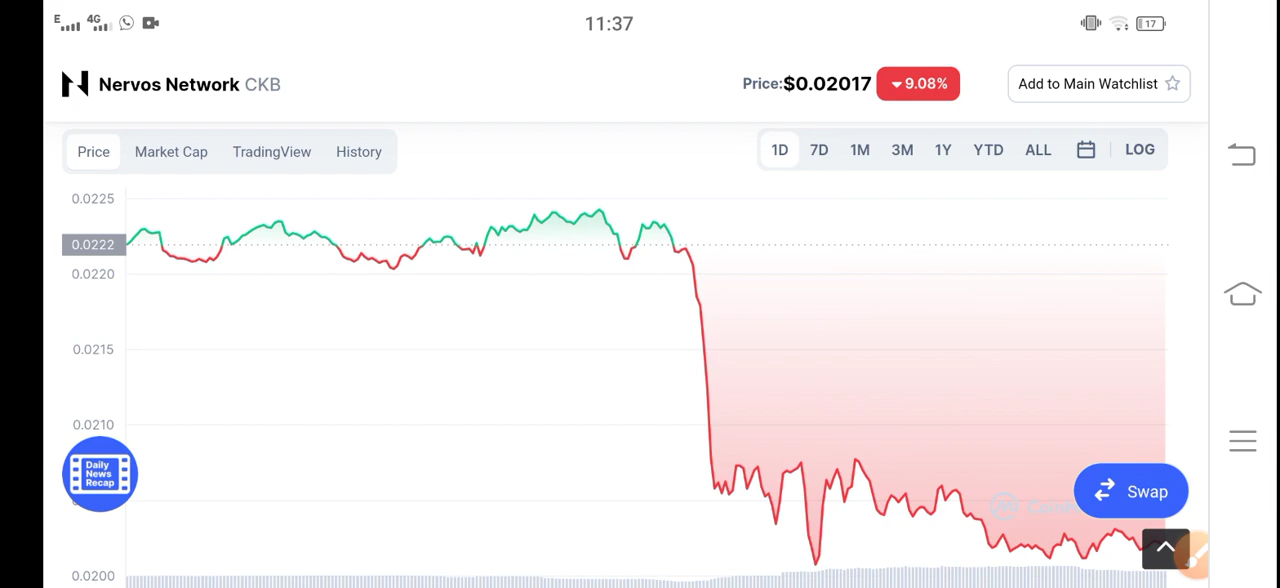 E 4G 11:37 17
Nervos Network CKB Price:$0.02017 9.08% Add to Main Watchlist
Price Market Cap TradingView History 1D 7D 1M 3M 1Y YTD ALL LOG
0.0225
0.0222
0.0220
0.0215
0.0210
Daily
News
Recap
Swap
0.0200